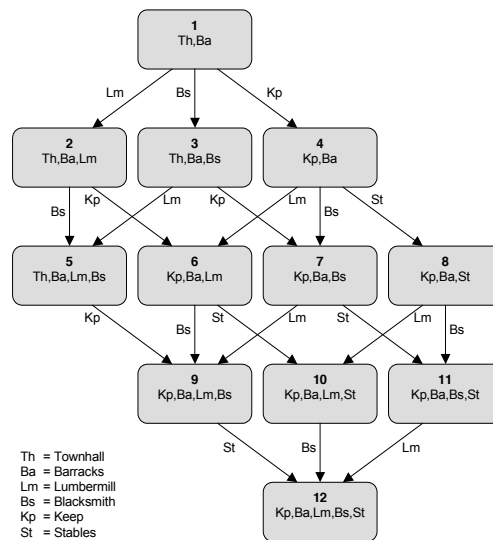 1
Th,Ba
Lm Bs Kp
2 3 4
Th,Ba,Lm Th,Ba,Bs Kp,Ba
Bs Kp Lm Kp Lm Bs St
5 6 7 8
Th,Ba,Lm,Bs Kp,Ba,Lm Kp,Ba,Bs Kp,Ba,St
Kp Bs St Lm St Lm Bs
9 10 11
Kp,Ba,Lm,Bs Kp,Ba,Lm,St Kp,Ba,Bs,St
St Bs Lm
12
Kp,Ba,Lm,Bs,St
Th = Townhall
Ba = Barracks
Lm = Lumbermill
Bs = Blacksmith
Kp = Keep
St = Stables